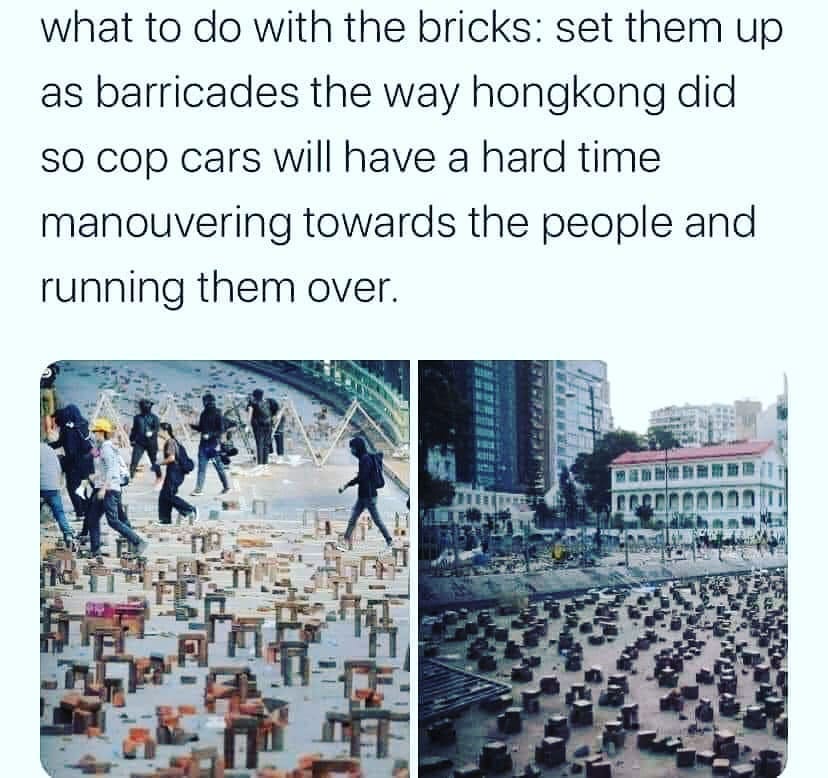 what to do with the bricks: set them up
as barricades the way hongkong did
so cop cars will have a hard time
manouvering towards the people and
running them over.